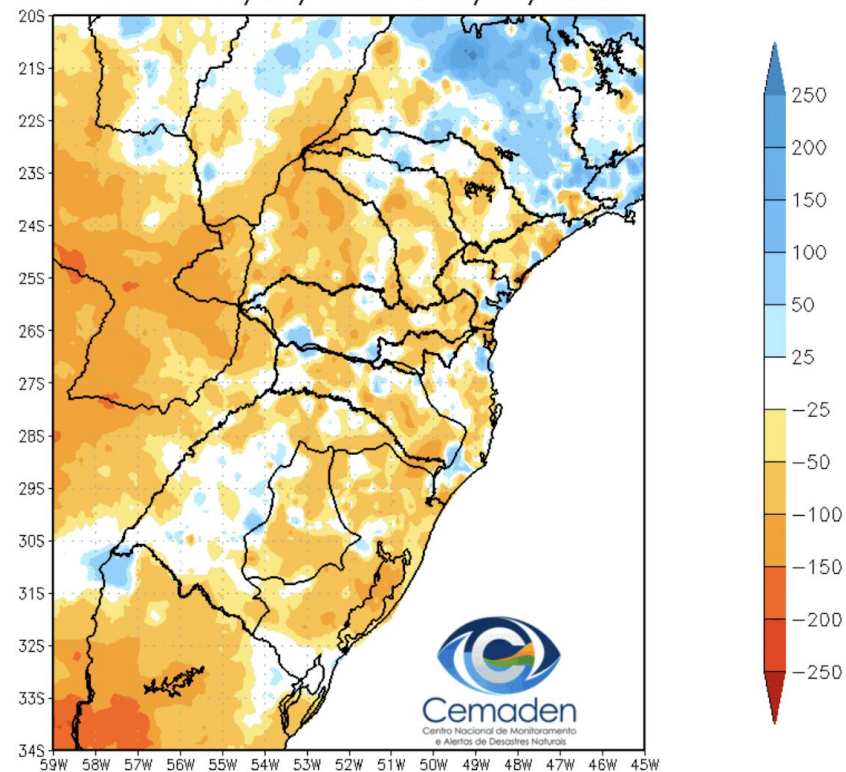 20S
21S
22S
23S
24S
25S
26S
27S
28S
29S
30S
31S
32S
33S
34S
59W 58W 57W 56W 55W 54W 53W 52W 51W 50W 49W 48W 47W 46W 45W
250
200
150
100
50
25
−25
−50
−100
−150
−200
−250
Cemaden
Centro Nacional de Monitoramento
e Alertas de Desastres Naturais